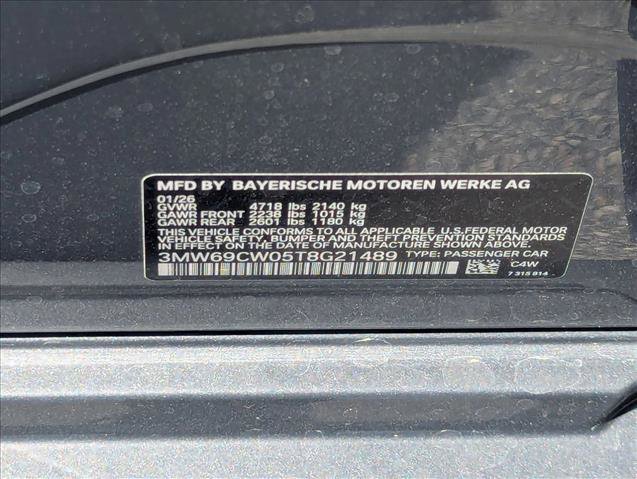 MFD BY BAYERISCHE MOTOREN WERKE AG
01/26
GVWR 4718 lbs 2140 kg
GAWR FRONT 2238 lbs 1015 kg
GAWR REAR 2601 lbs 1180 kg
THIS VEHICLE CONFORMS TO ALL APPLICABLE U.S.FEDERAL MOTOR
VEHICLE SAFETY, BUMPER, AND THEFT PREVENTION STANDARDS
IN EFFECT ON THE DATE OF MANUFACTURE SHOWN ABOVE.
3MW69CW05T8G21489 TYPE: PASSENGER CAR
C4W
7 315 814